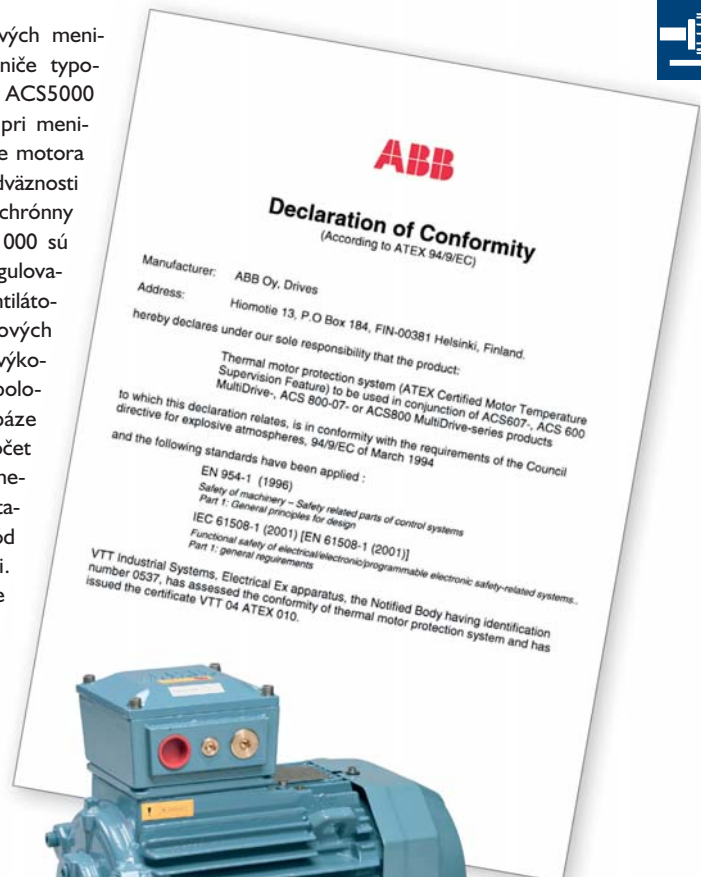 vých meni-
niče typo-
ACS5000
pri meni-
e motora
dväznosti
chrónny
000 sú
gulova-
ntiláto-
ových
výko-
polo-
báze
očet
ne-
ta-
od
i.
e
ABB
Declaration of Conformity
(According to ATEX 94/9/EC)
Manufacturer: ABB Oy, Drives
Address: Hiomotie 13, P.O Box 184, FIN-00381 Helsinki, Finland.
hereby declares under our sole responsibility that the product:
Thermal motor protection system (ATEX Certified Motor Temperature
Supervision Feature) to be used in conjunction of ACS607-, ACS 600
MultiDrive-, ACS 800-07- or ACS800 MultiDrive-series products
to which this declaration relates, is in conformity with the requirements of the Council
directive for explosive atmospheres, 94/9/EC of March 1994
and the following standards have been applied :
EN 954-1 (1996)
Safety of machinery – Safety related parts of control systems
Part 1: General principles for design
IEC 61508-1 (2001) [EN 61508-1 (2001)]
Functional safety of electrical/electronic/programmable electronic safety-related systems..
Part 1: general requirements
VTT Industrial Systems, Electrical Ex apparatus, the Notified Body having identification
number 0537, has assessed the conformity of thermal motor protection system and has
issued the certificate VTT 04 ATEX 010.